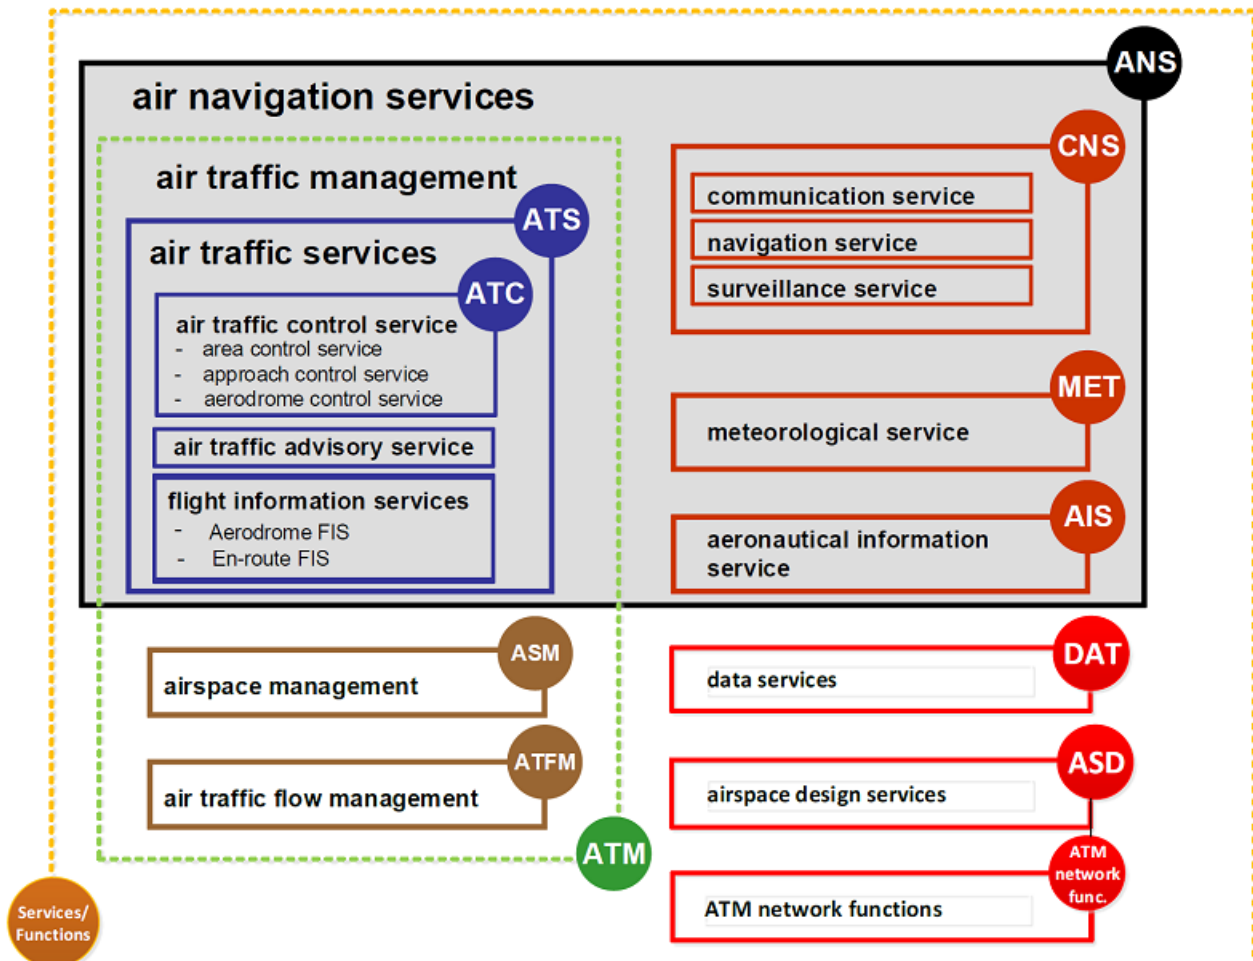 ANS
air navigation services
air traffic management
ATS
air traffic services
ATC
air traffic control service
- area control service
- approach control service
- aerodrome control service
air traffic advisory service
flight information services
- Aerodrome FIS
- En-route FIS
CNS
communication service
navigation service
surveillance service
MET
meteorological service
AIS
aeronautical information
service
ASM
airspace management
ATFM
air traffic flow management
ATM
DAT
data services
ASD
airspace design services
ATM
network
func.
ATM network functions
Services/
Functions